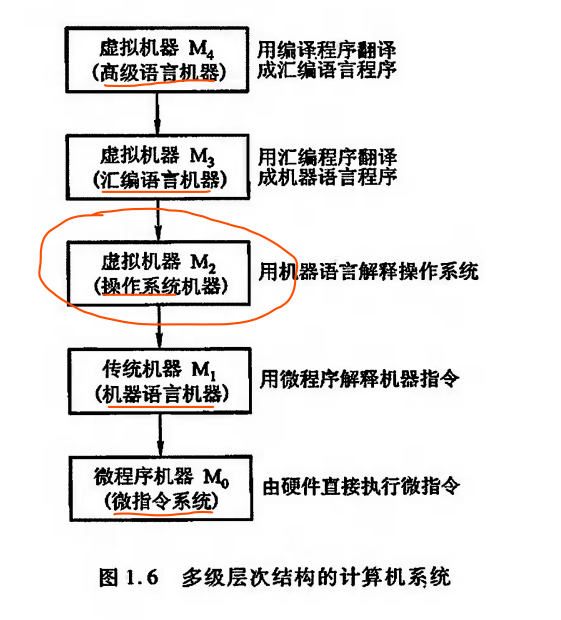 虚拟机器 M₄
(高级语言机器)
用编译程序翻译
成汇编语言程序
虚拟机器 M₃
(汇编语言机器)
用汇编程序翻译
成机器语言程序
虚拟机器 M₂
(操作系统机器)
用机器语言解释操作系统
传统机器 M₁
(机器语言机器)
用微程序解释机器指令
微程序机器 M₀
(微指令系统)
由硬件直接执行微指令
图 1.6 多级层次结构的计算机系统